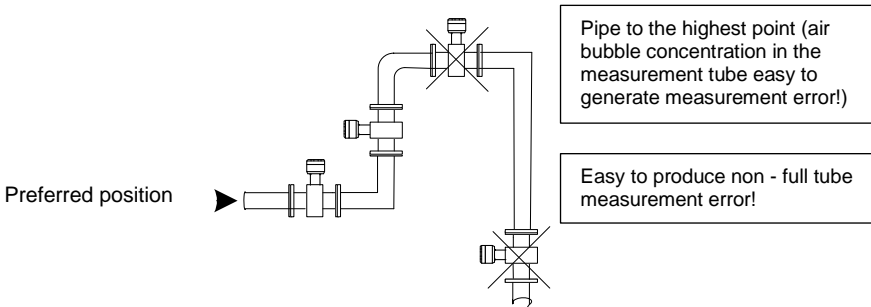 Pipe to the highest point (air
bubble concentration in the
measurement tube easy to
generate measurement error!)
Preferred position
Easy to produce non - full tube
measurement error!